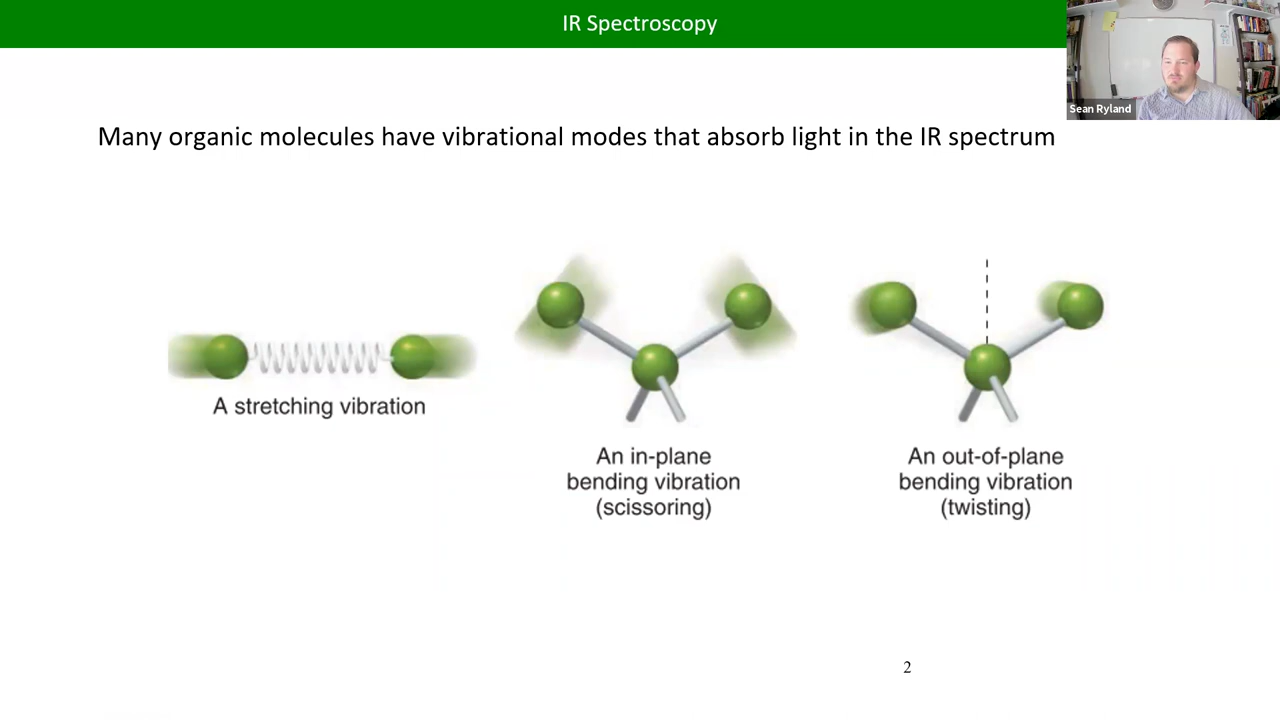 IR Spectroscopy
Sean Ryland
Many organic molecules have vibrational modes that absorb light in the IR spectrum
A stretching vibration
An in-plane
bending vibration
(scissoring)
An out-of-plane
bending vibration
(twisting)
2